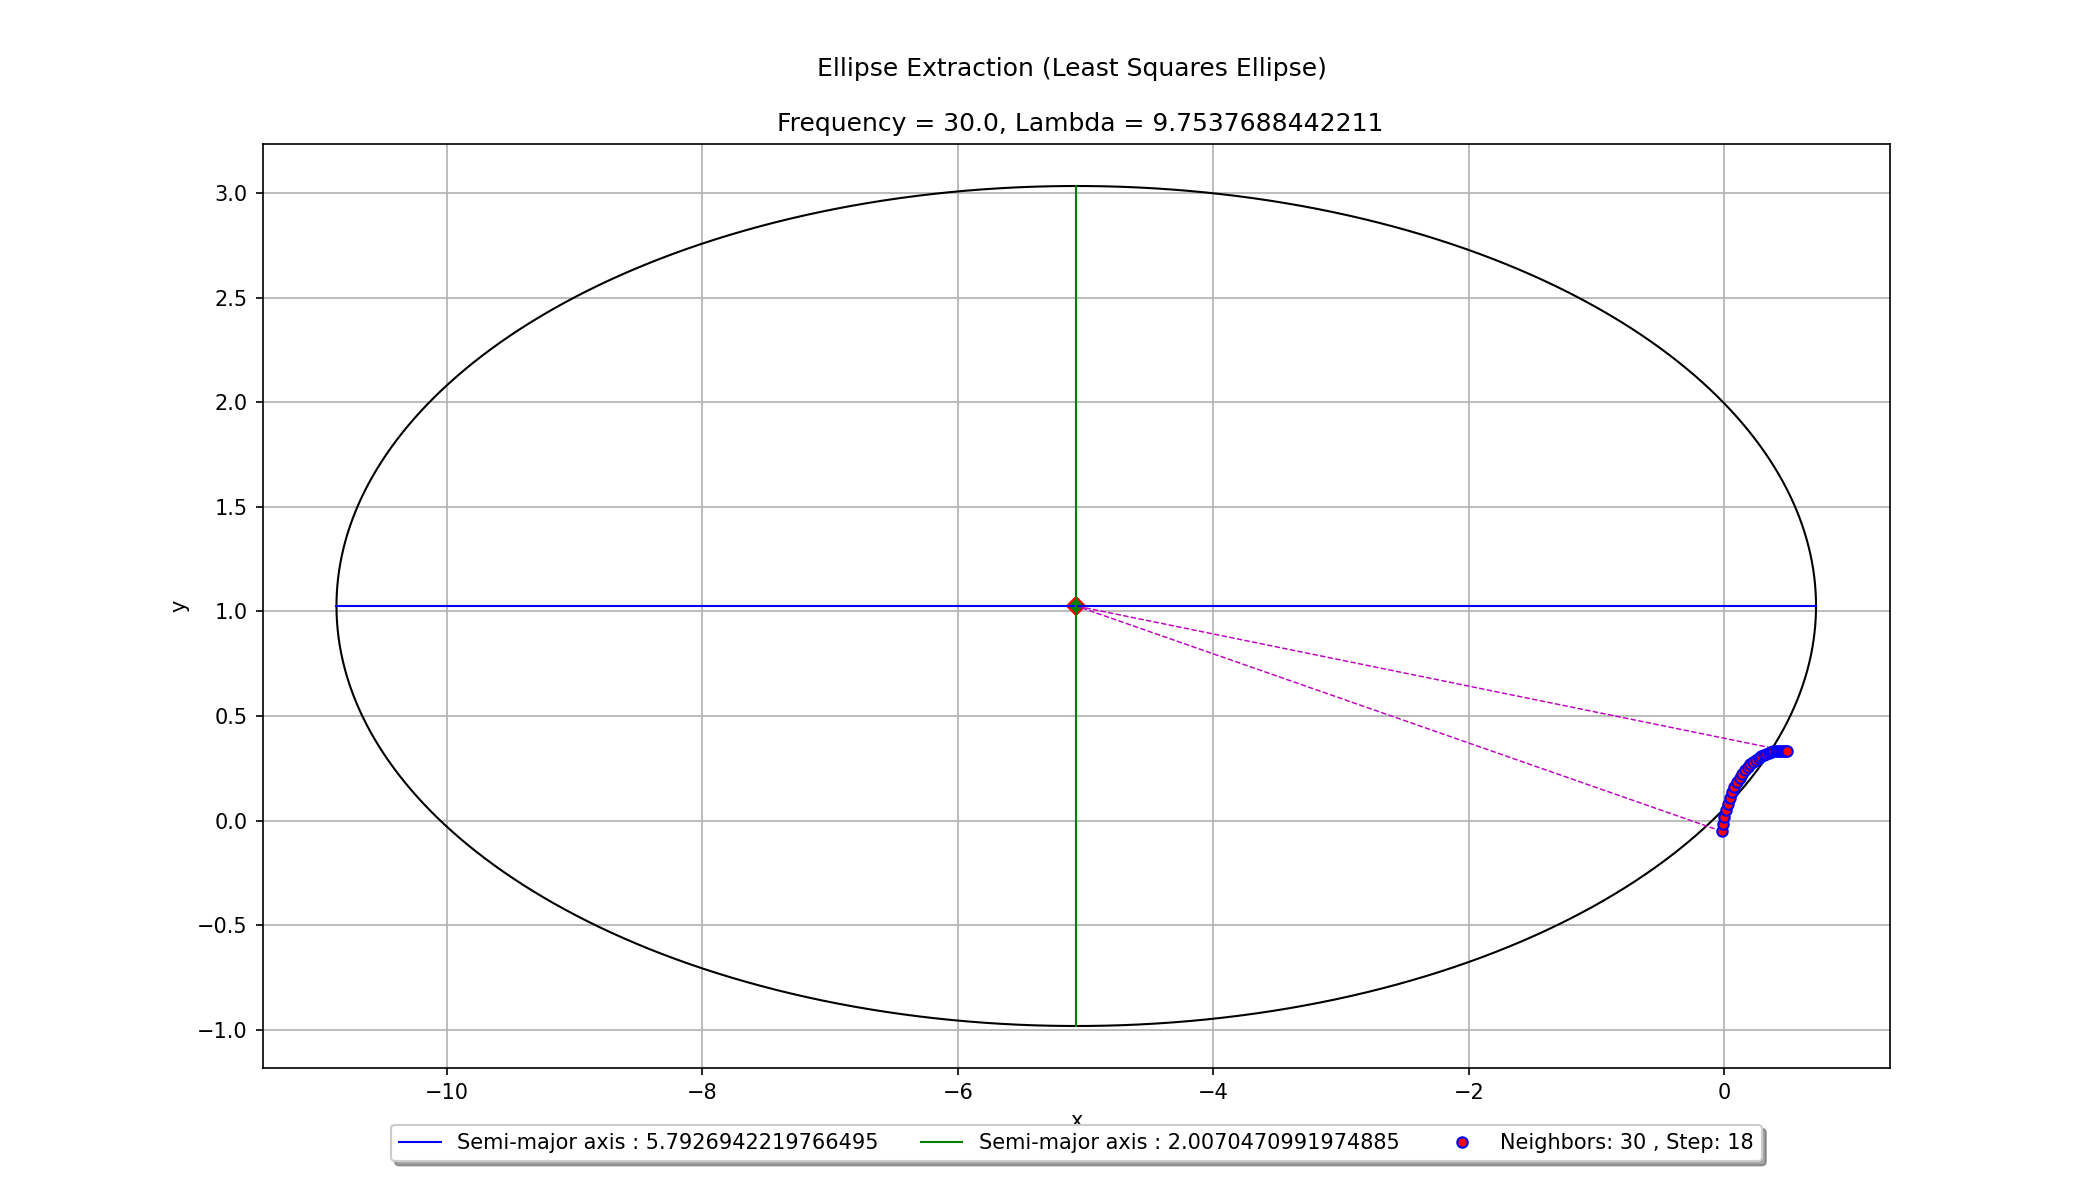 Ellipse Extraction (Least Squares Ellipse)
Frequency = 30.0, Lambda = 9.7537688442211
3.0
2.5
2.0
1.5
1.0
0.5
0.0
−0.5
−1.0
y
−10 −8 −6 −4 −2 0
x
Semi-major axis : 5.7926942219766495 Semi-major axis : 2.0070470991974885 Neighbors: 30 , Step: 18